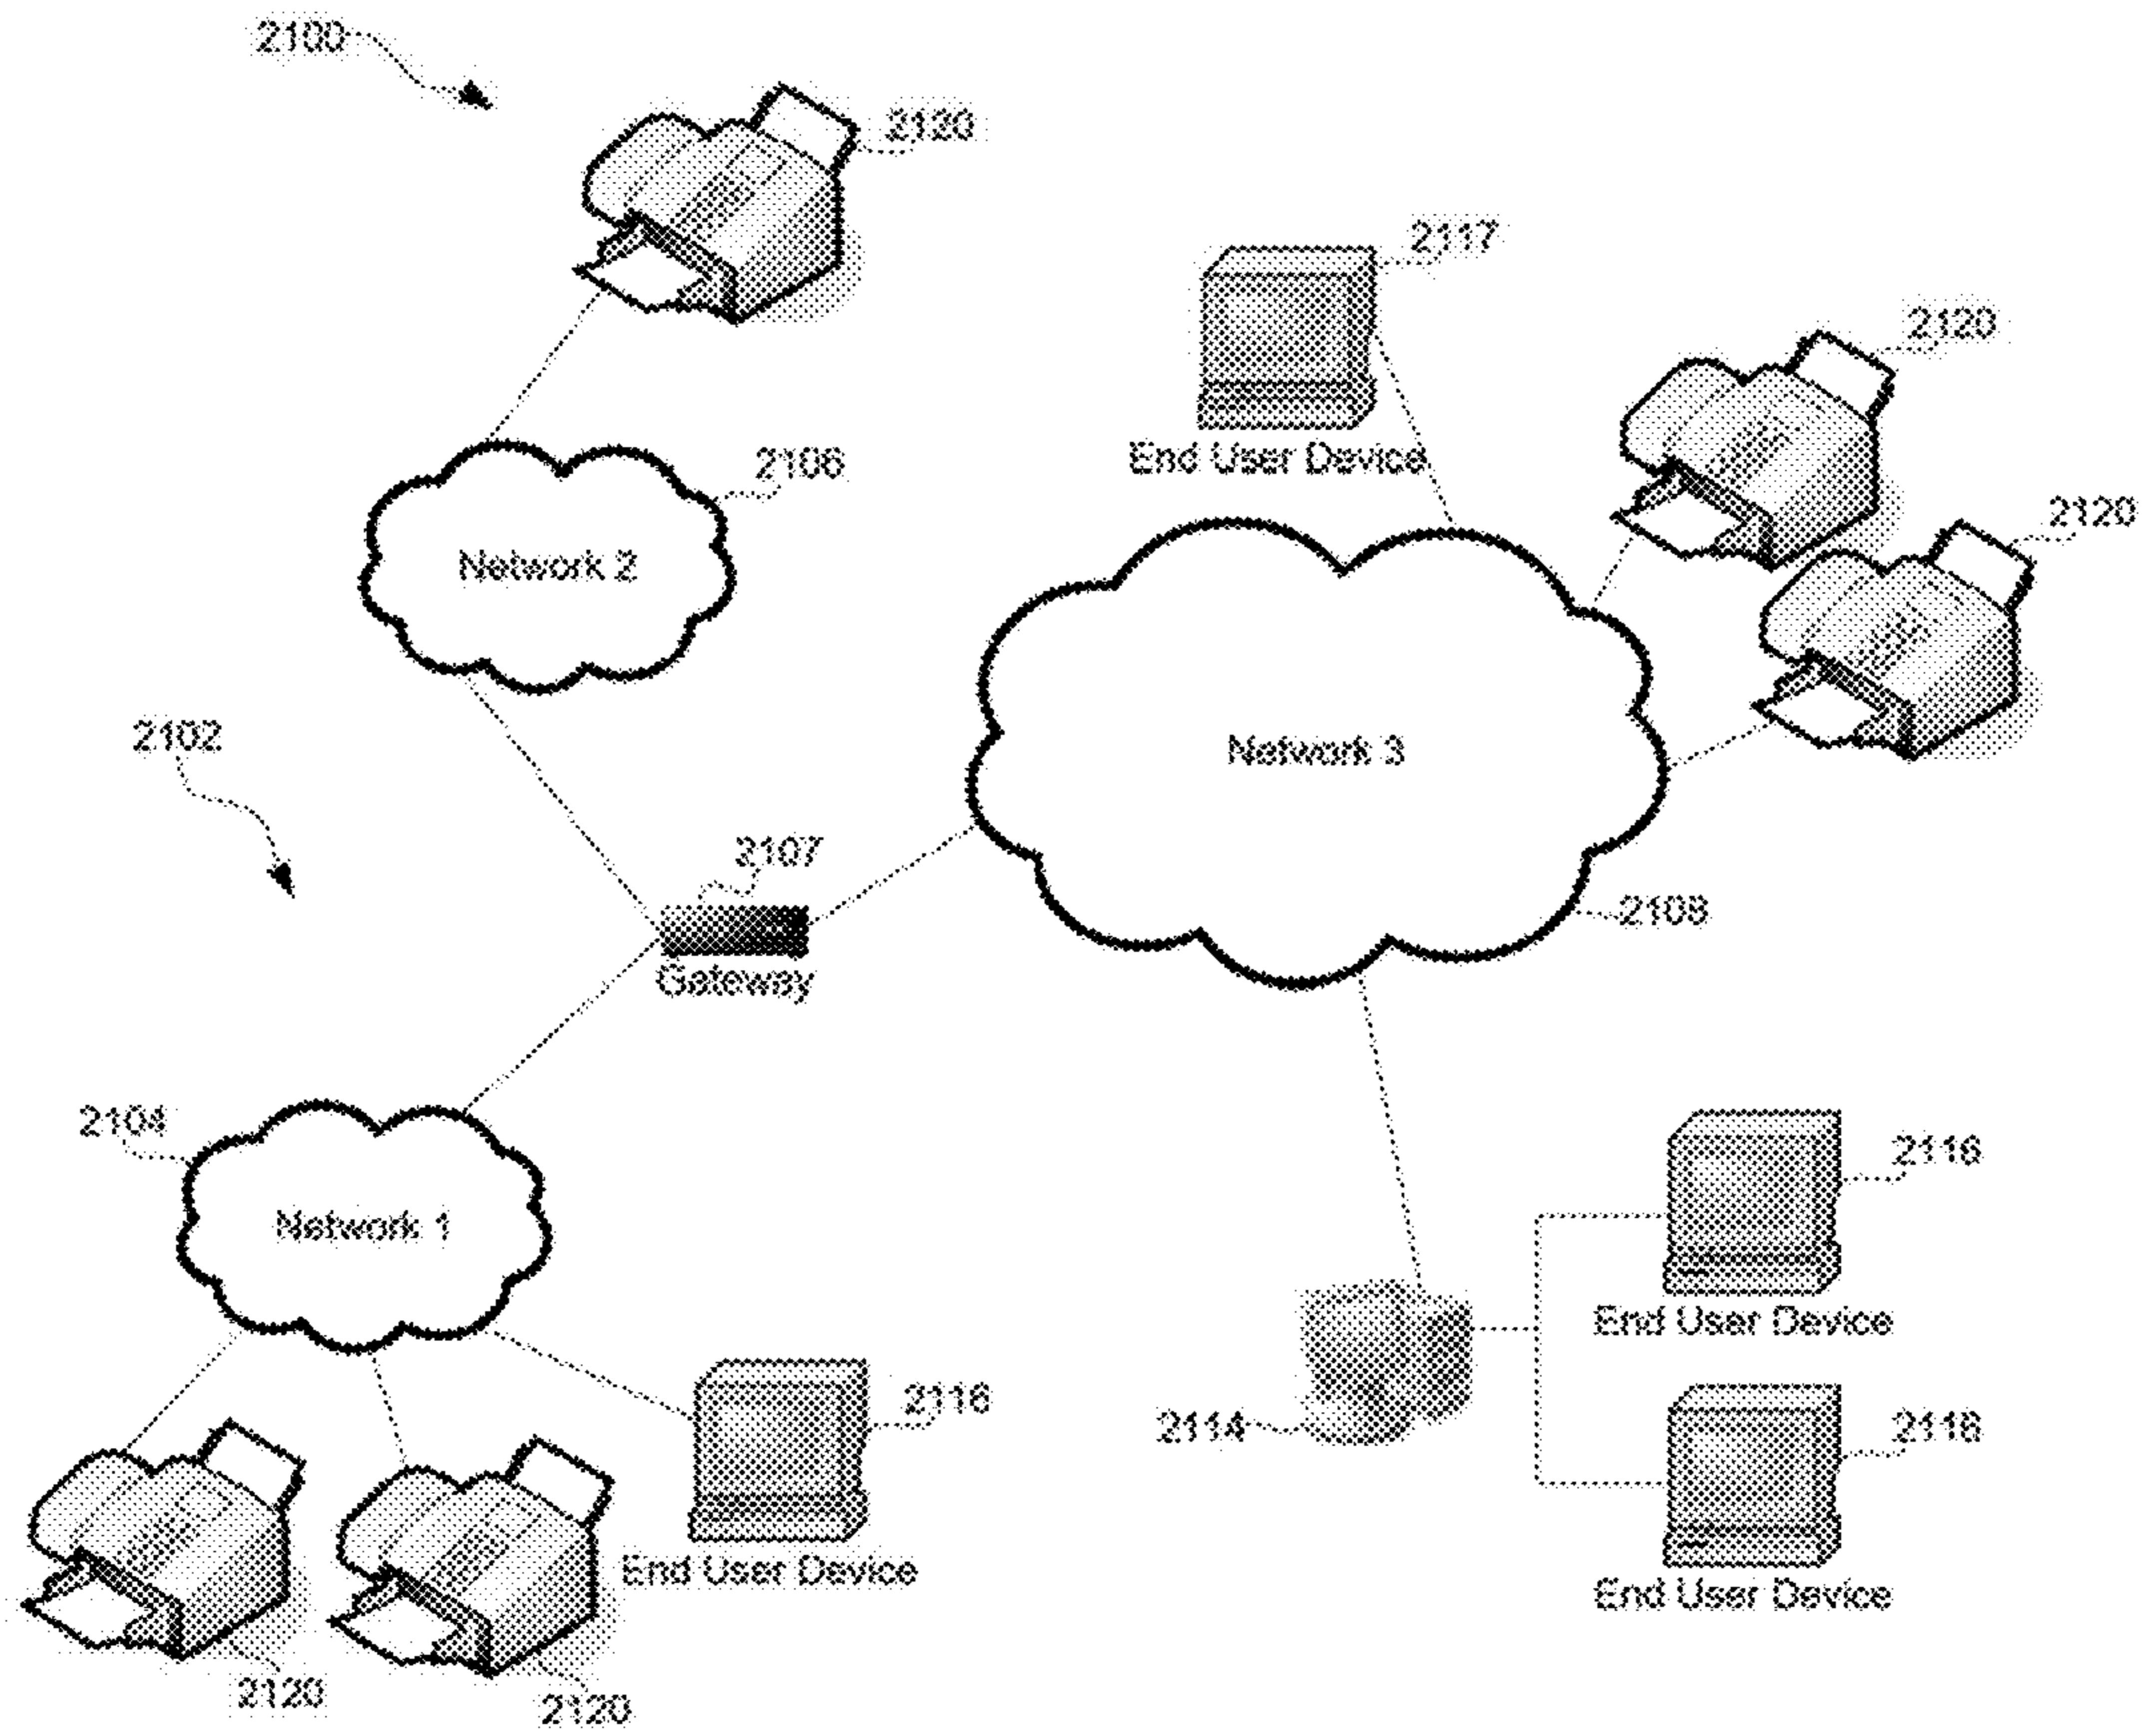 2100
2120
2117
2120
End User Device
2106
2120
Network 2
Network 3
2102
2107
2108
Gateway
2104
2116
Network 1
End User Device
2116
2114
2116
End User Device
End User Device
2120
2120